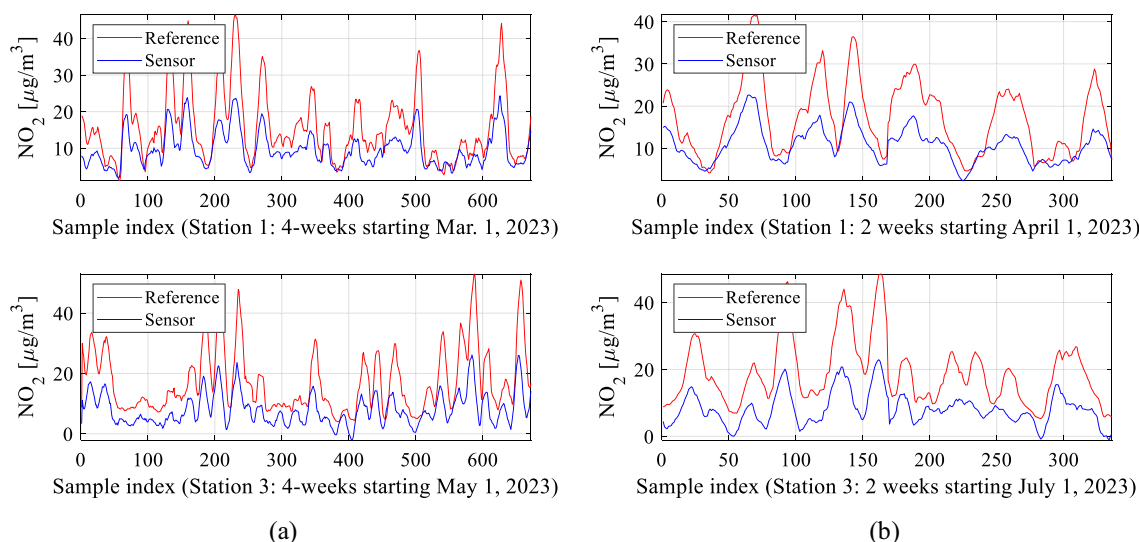 NO2 [µg/m3]
40
30
20
10
Reference
Sensor
0 100 200 300 400 500 600
Sample index (Station 1: 4-weeks starting Mar. 1, 2023)
NO2 [µg/m3]
40
30
20
10
Reference
Sensor
0 50 100 150 200 250 300
Sample index (Station 1: 2 weeks starting April 1, 2023)
NO2 [µg/m3]
40
20
0
Reference
Sensor
0 100 200 300 400 500 600
Sample index (Station 3: 4-weeks starting May 1, 2023)
NO2 [µg/m3]
40
20
0
Reference
Sensor
0 50 100 150 200 250 300
Sample index (Station 3: 2 weeks starting July 1, 2023)
(a)
(b)